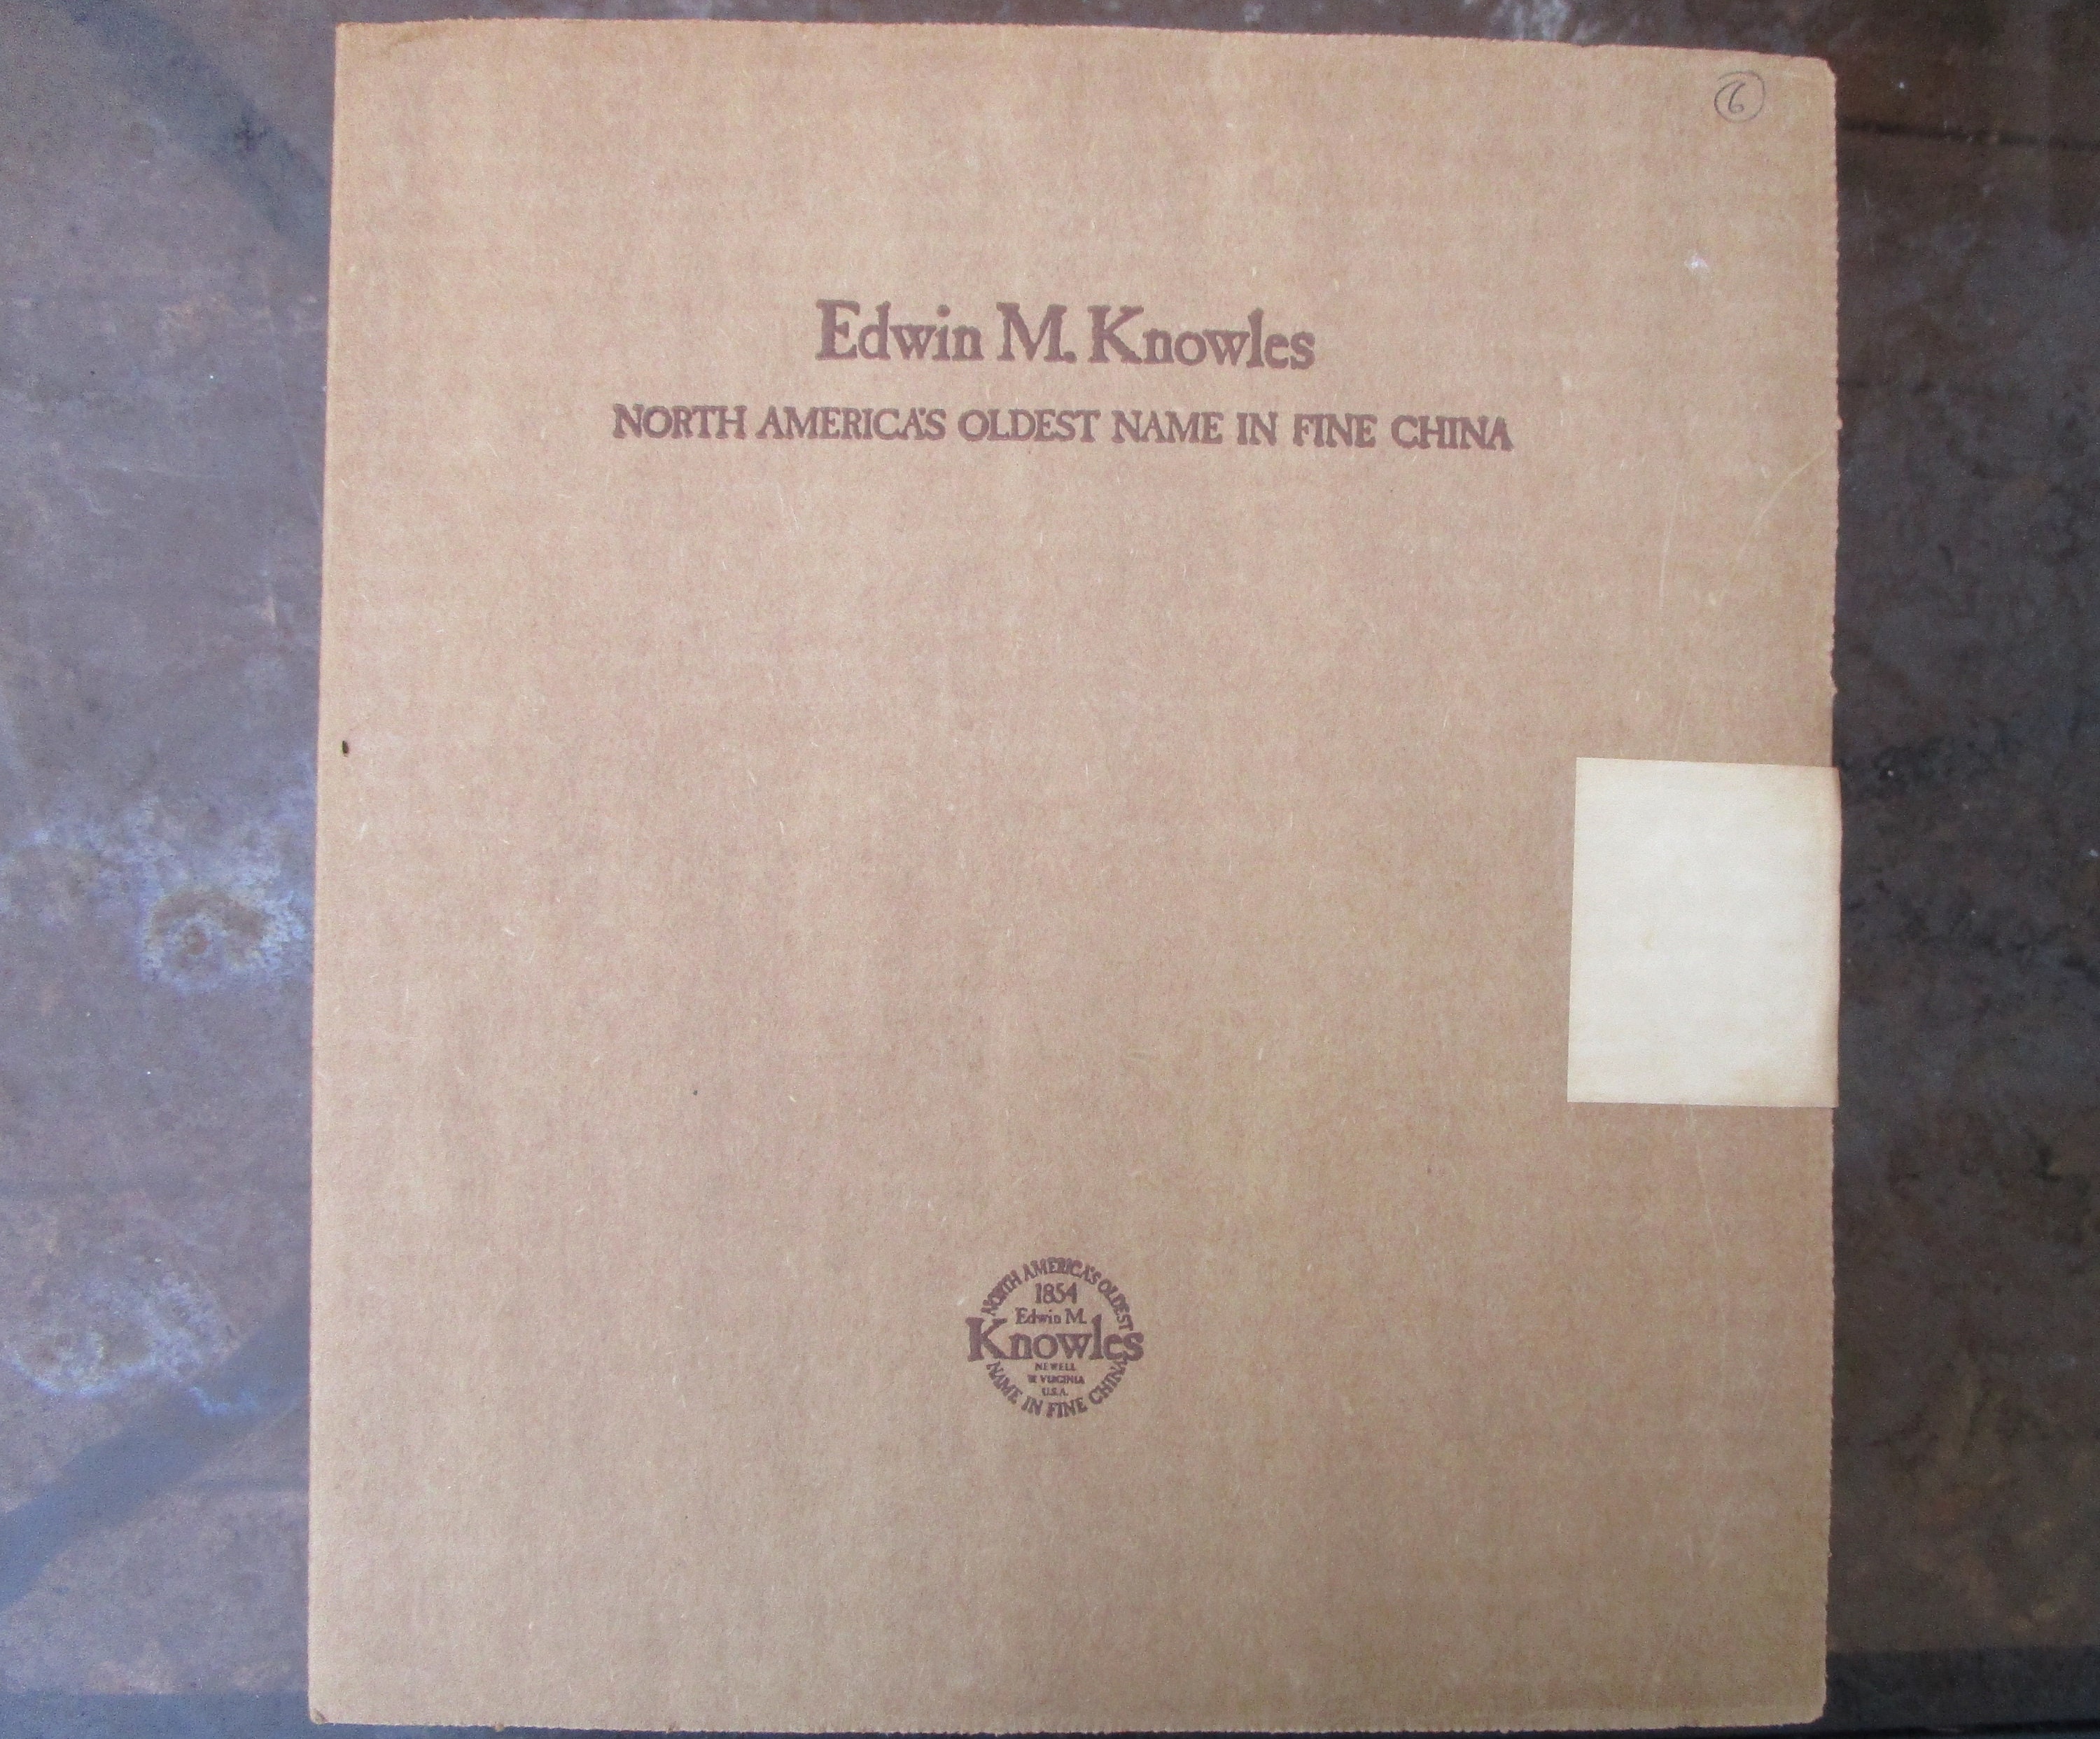 6
Edwin M. Knowles
NORTH AMERICA'S OLDEST NAME IN FINE CHINA
NORTH AMERICA'S OLDEST
1854
Edwin M.
Knowles
NEWELL
W VIRGINIA
U.S.A.
NAME IN FINE CHINA